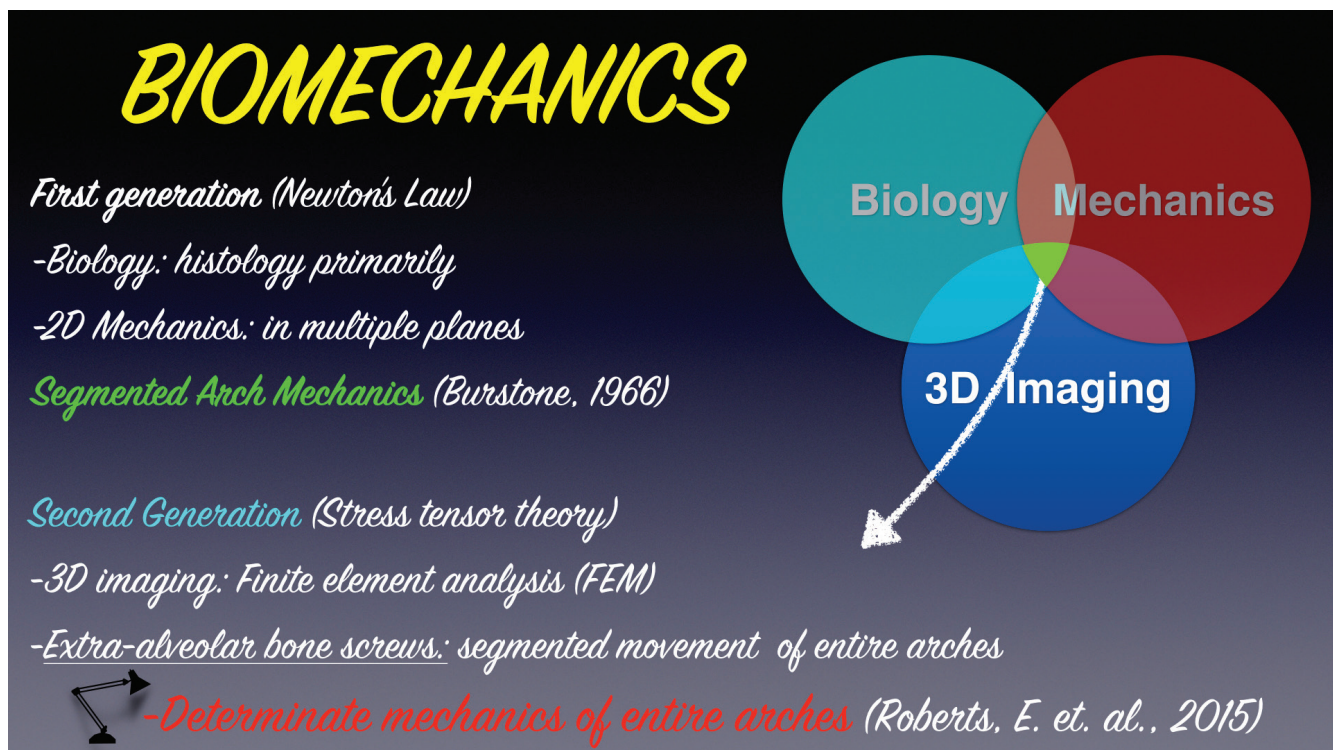 BIOMECHANICS
First generation (Newton's Law)
-Biology: histology primarily
-2D Mechanics: in multiple planes
Segmented Arch Mechanics (Burstone, 1966)
Second Generation (Stress tensor theory)
-3D imaging: Finite element analysis (FEM)
-Extra-alveolar bone screws: segmented movement of entire arches
-Determinate mechanics of entire arches (Roberts, E. et. al., 2015)
Biology
Mechanics
3D Imaging